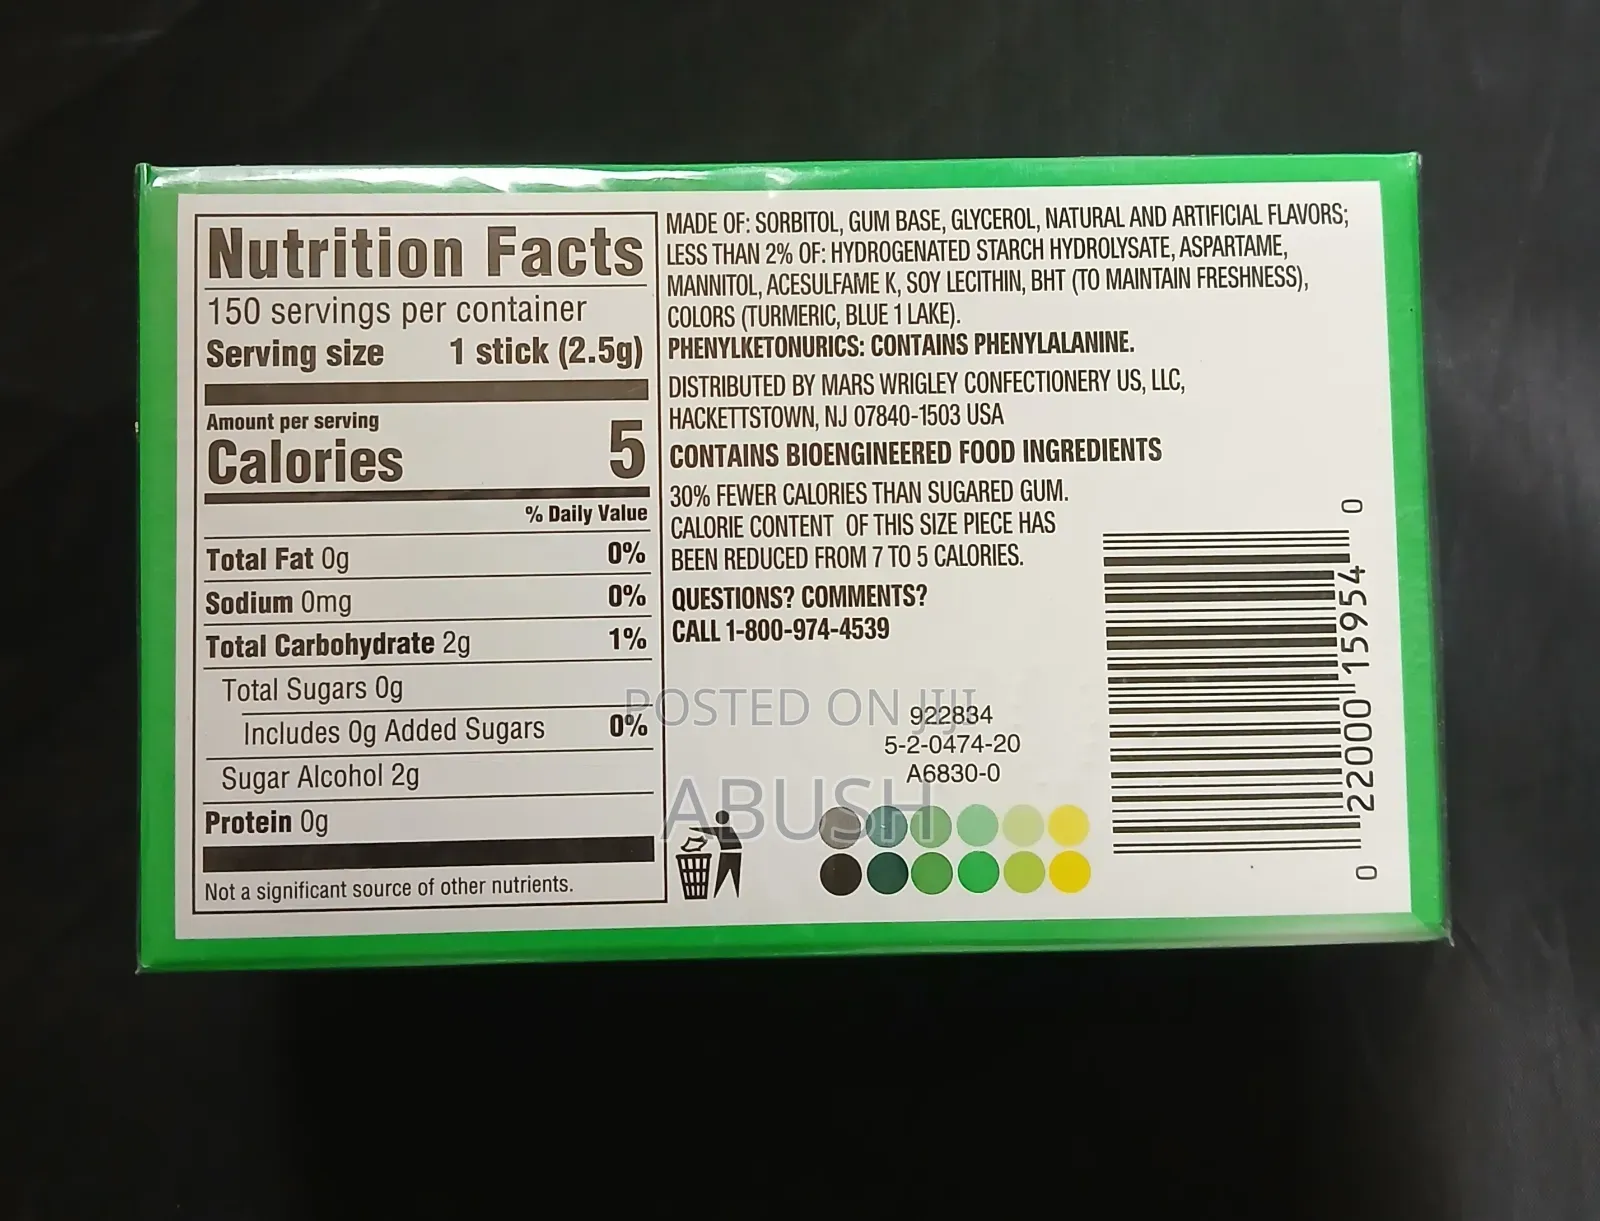 Nutrition Facts
150 servings per container
Serving size 1 stick (2.5g)
Amount per serving
Calories 5
% Daily Value
Total Fat 0g 0%
Sodium 0mg 0%
Total Carbohydrate 2g 1%
Total Sugars 0g
Includes 0g Added Sugars 0%
Sugar Alcohol 2g
Protein 0g
Not a significant source of other nutrients.
MADE OF: SORBITOL, GUM BASE, GLYCEROL, NATURAL AND ARTIFICIAL FLAVORS;
LESS THAN 2% OF: HYDROGENATED STARCH HYDROLYSATE, ASPARTAME,
MANNITOL, ACESULFAME K, SOY LECITHIN, BHT (TO MAINTAIN FRESHNESS),
COLORS (TURMERIC, BLUE 1 LAKE).
PHENYLKETONURICS: CONTAINS PHENYLALANINE.
DISTRIBUTED BY MARS WRIGLEY CONFECTIONERY US, LLC,
HACKETTSTOWN, NJ 07840-1503 USA
CONTAINS BIOENGINEERED FOOD INGREDIENTS
30% FEWER CALORIES THAN SUGARED GUM.
CALORIE CONTENT OF THIS SIZE PIECE HAS
BEEN REDUCED FROM 7 TO 5 CALORIES.
QUESTIONS? COMMENTS?
CALL 1-800-974-4539
POSTED ON JIJI
ABUSH
922834
5-2-0474-20
A6830-0
0 22000 15954 0